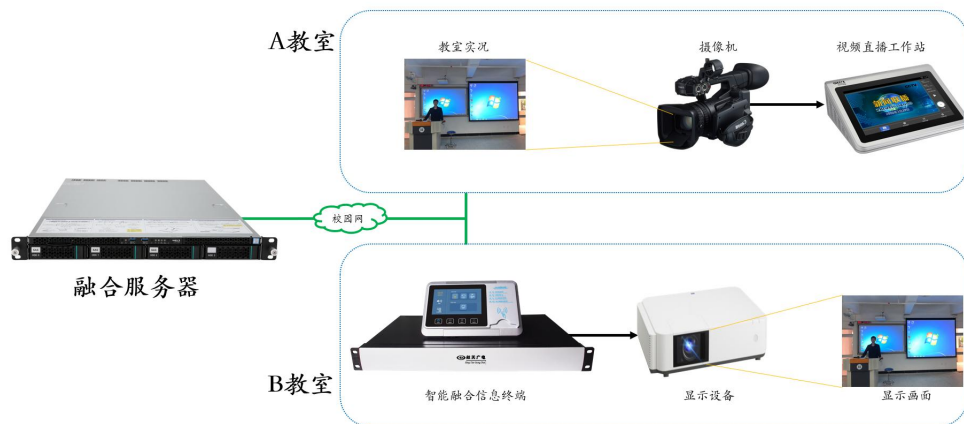 A教室
教室实况
摄像机
视频直播工作站
校园网
融合服务器
智能融合信息终端
显示设备
显示画面
B教室